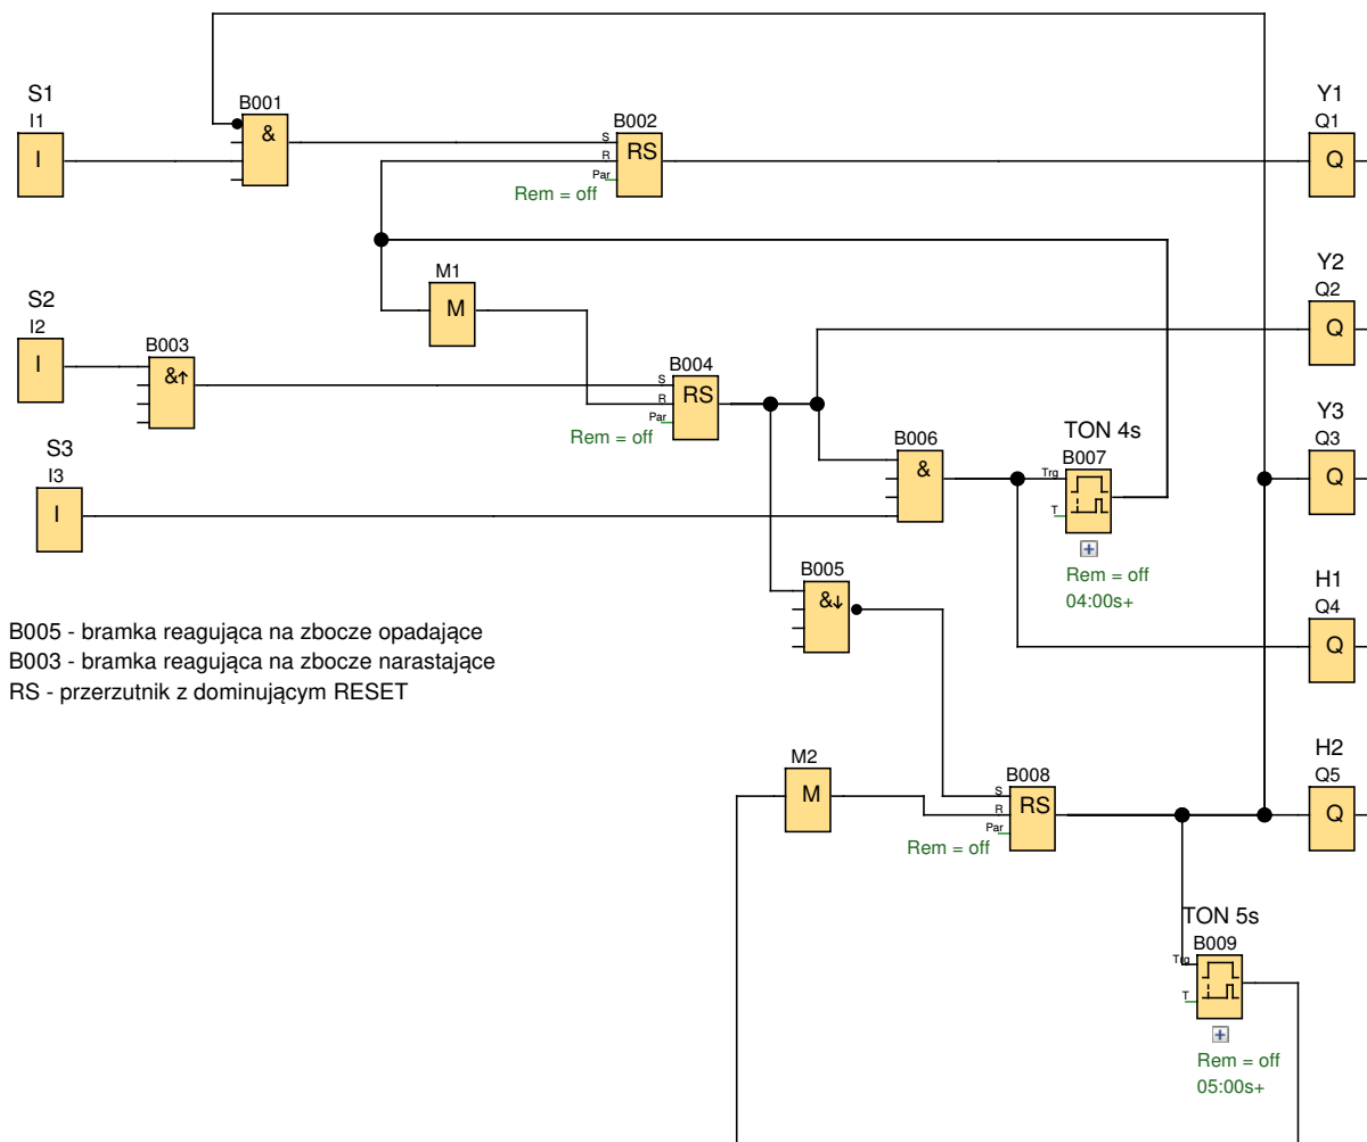 S1
I1
I
B001
&
B002
S
R
Par
RS
Rem = off
Y1
Q1
Q
M1
M
S2
I2
I
B003
&↑
B004
S
R
Par
RS
Rem = off
Y2
Q2
Q
S3
I3
I
B006
&
TON 4s
B007
Trg
T
Rem = off
04:00s+
Y3
Q3
Q
B005
&↓
H1
Q4
Q
B005 - bramka reagująca na zbocze opadające
B003 - bramka reagująca na zbocze narastające
RS - przerzutnik z dominującym RESET
M2
M
B008
S
R
Par
RS
Rem = off
H2
Q5
Q
TON 5s
B009
Trg
T
Rem = off
05:00s+